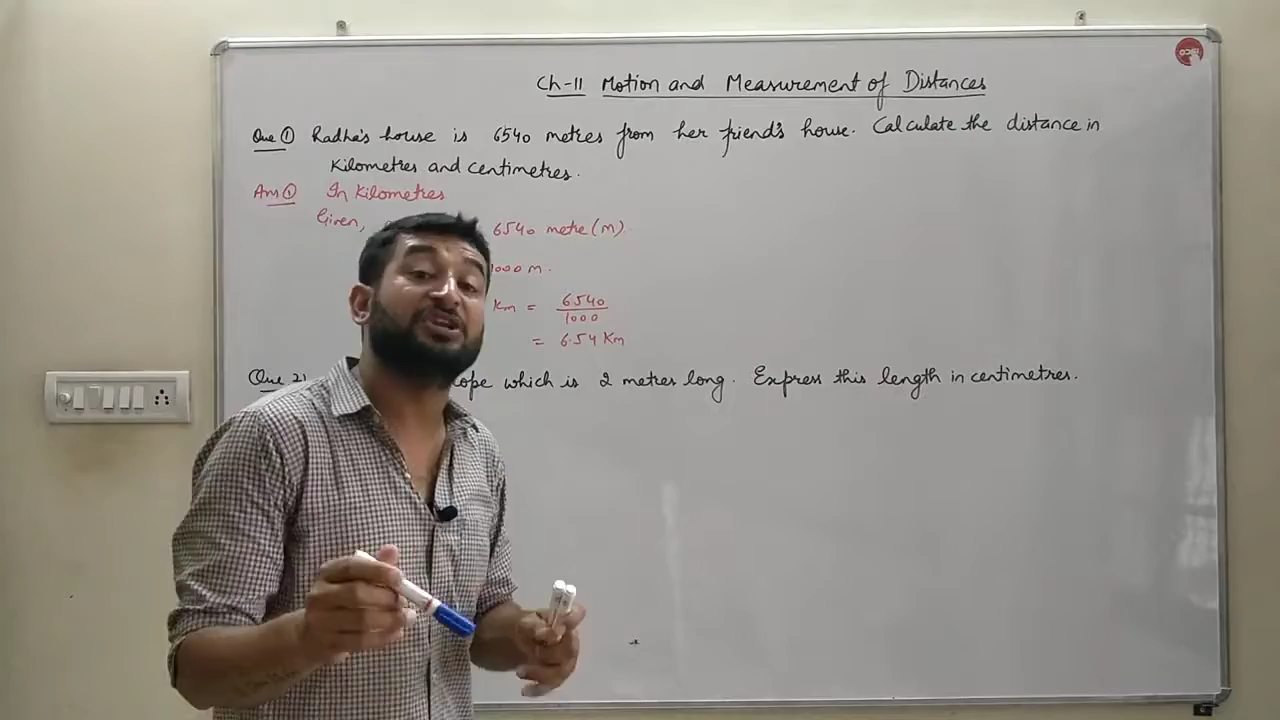 Ch-11 Motion and Measurement of Distances
Que ① Radha's house is 6540 metres from her friend's house. Calculate the distance in
Kilometres and centimetres.
Ans ① In Kilometres
Given, 6540 metre (m)
1000 m.
Km = 6540
1000
= 6.54 Km
Que 2) ope which is 2 metres long. Express this length in centimetres.